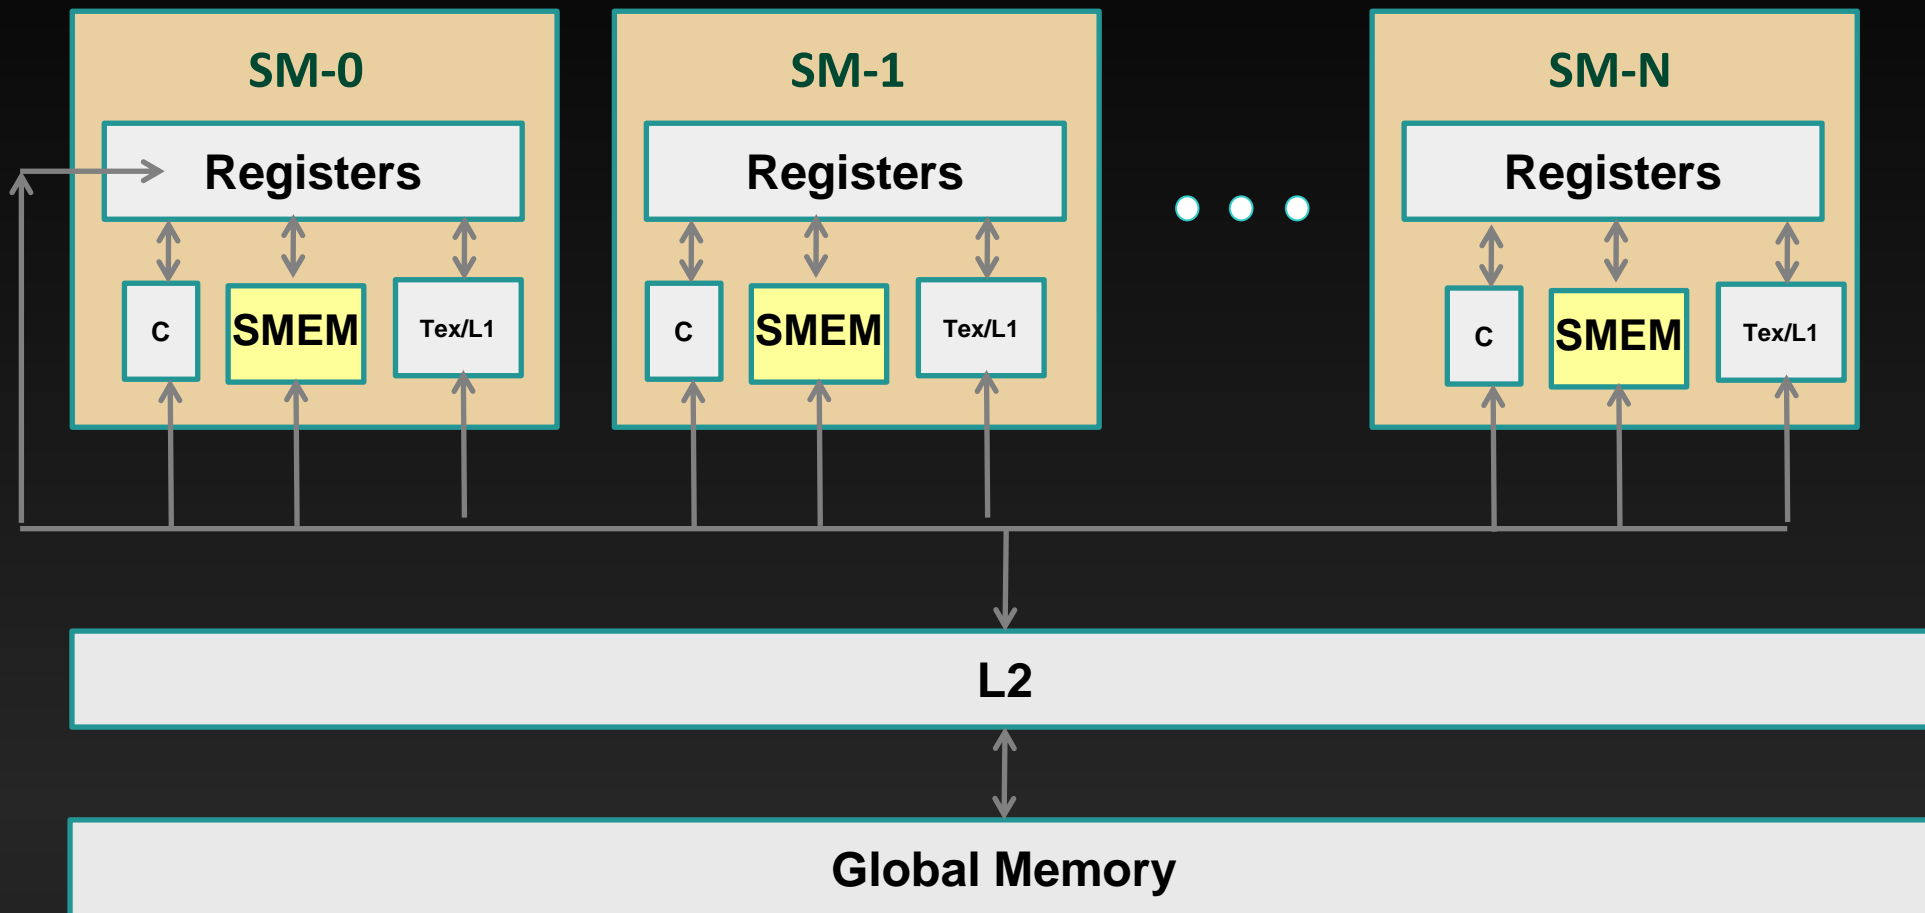 SM-0
SM-1
SM-N
Registers
Registers
Registers
C
SMEM
Tex/L1
C
SMEM
Tex/L1
C
SMEM
Tex/L1
L2
Global Memory